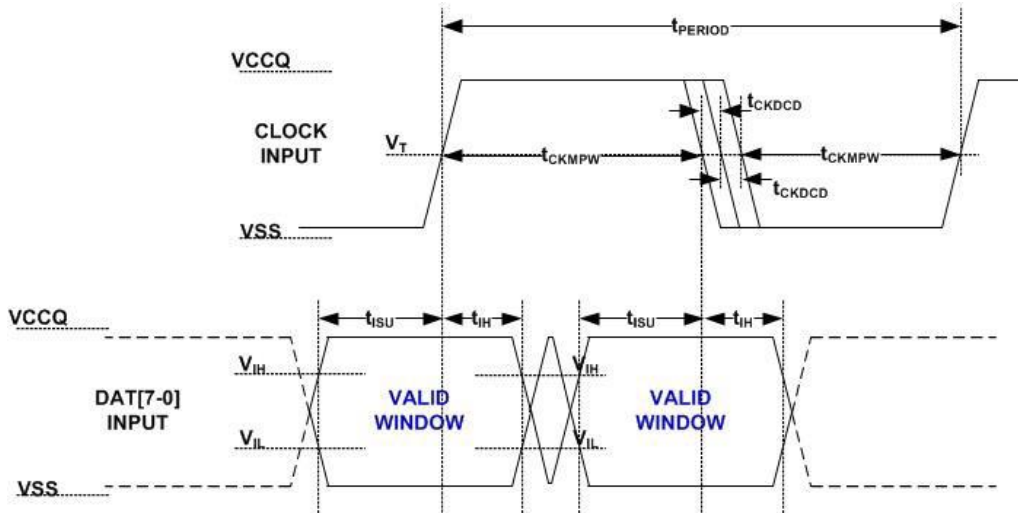 tPERIOD
VCCQ
tCKDCD
CLOCK
INPUT
VT
tCKMPW
tCKMPW
tCKDCD
VSS
VCCQ
tISU
tIH
tISU
tIH
VIH
VIH
DAT[7-0]
INPUT
VALID
WINDOW
VALID
WINDOW
VIL
VIL
VSS